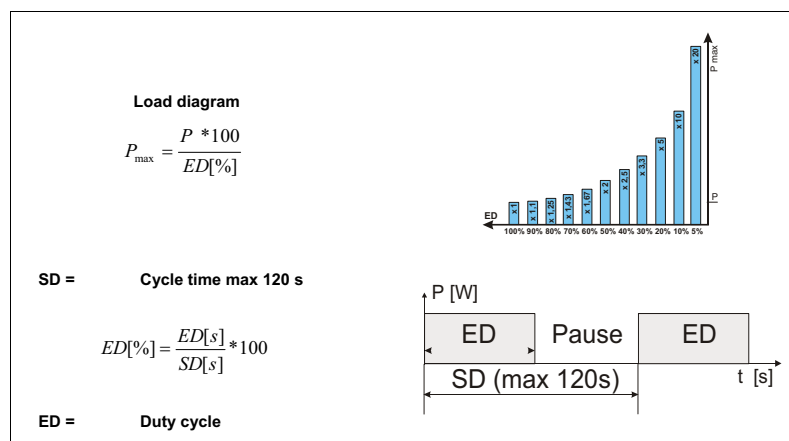 Load diagram
P_max = P *100 / ED[%]
P max
x 20
x 10
x 5
x 3,3
x 2,5
x 2
x 1,67
x 1,43
x 1,25
x 1,1
x 1
P
ED
100% 90% 80% 70% 60% 50% 40% 30% 20% 10% 5%
SD = Cycle time max 120 s
ED[%] = ED[s] / SD[s] *100
ED = Duty cycle
P [W]
ED Pause ED
SD (max 120s)
t [s]